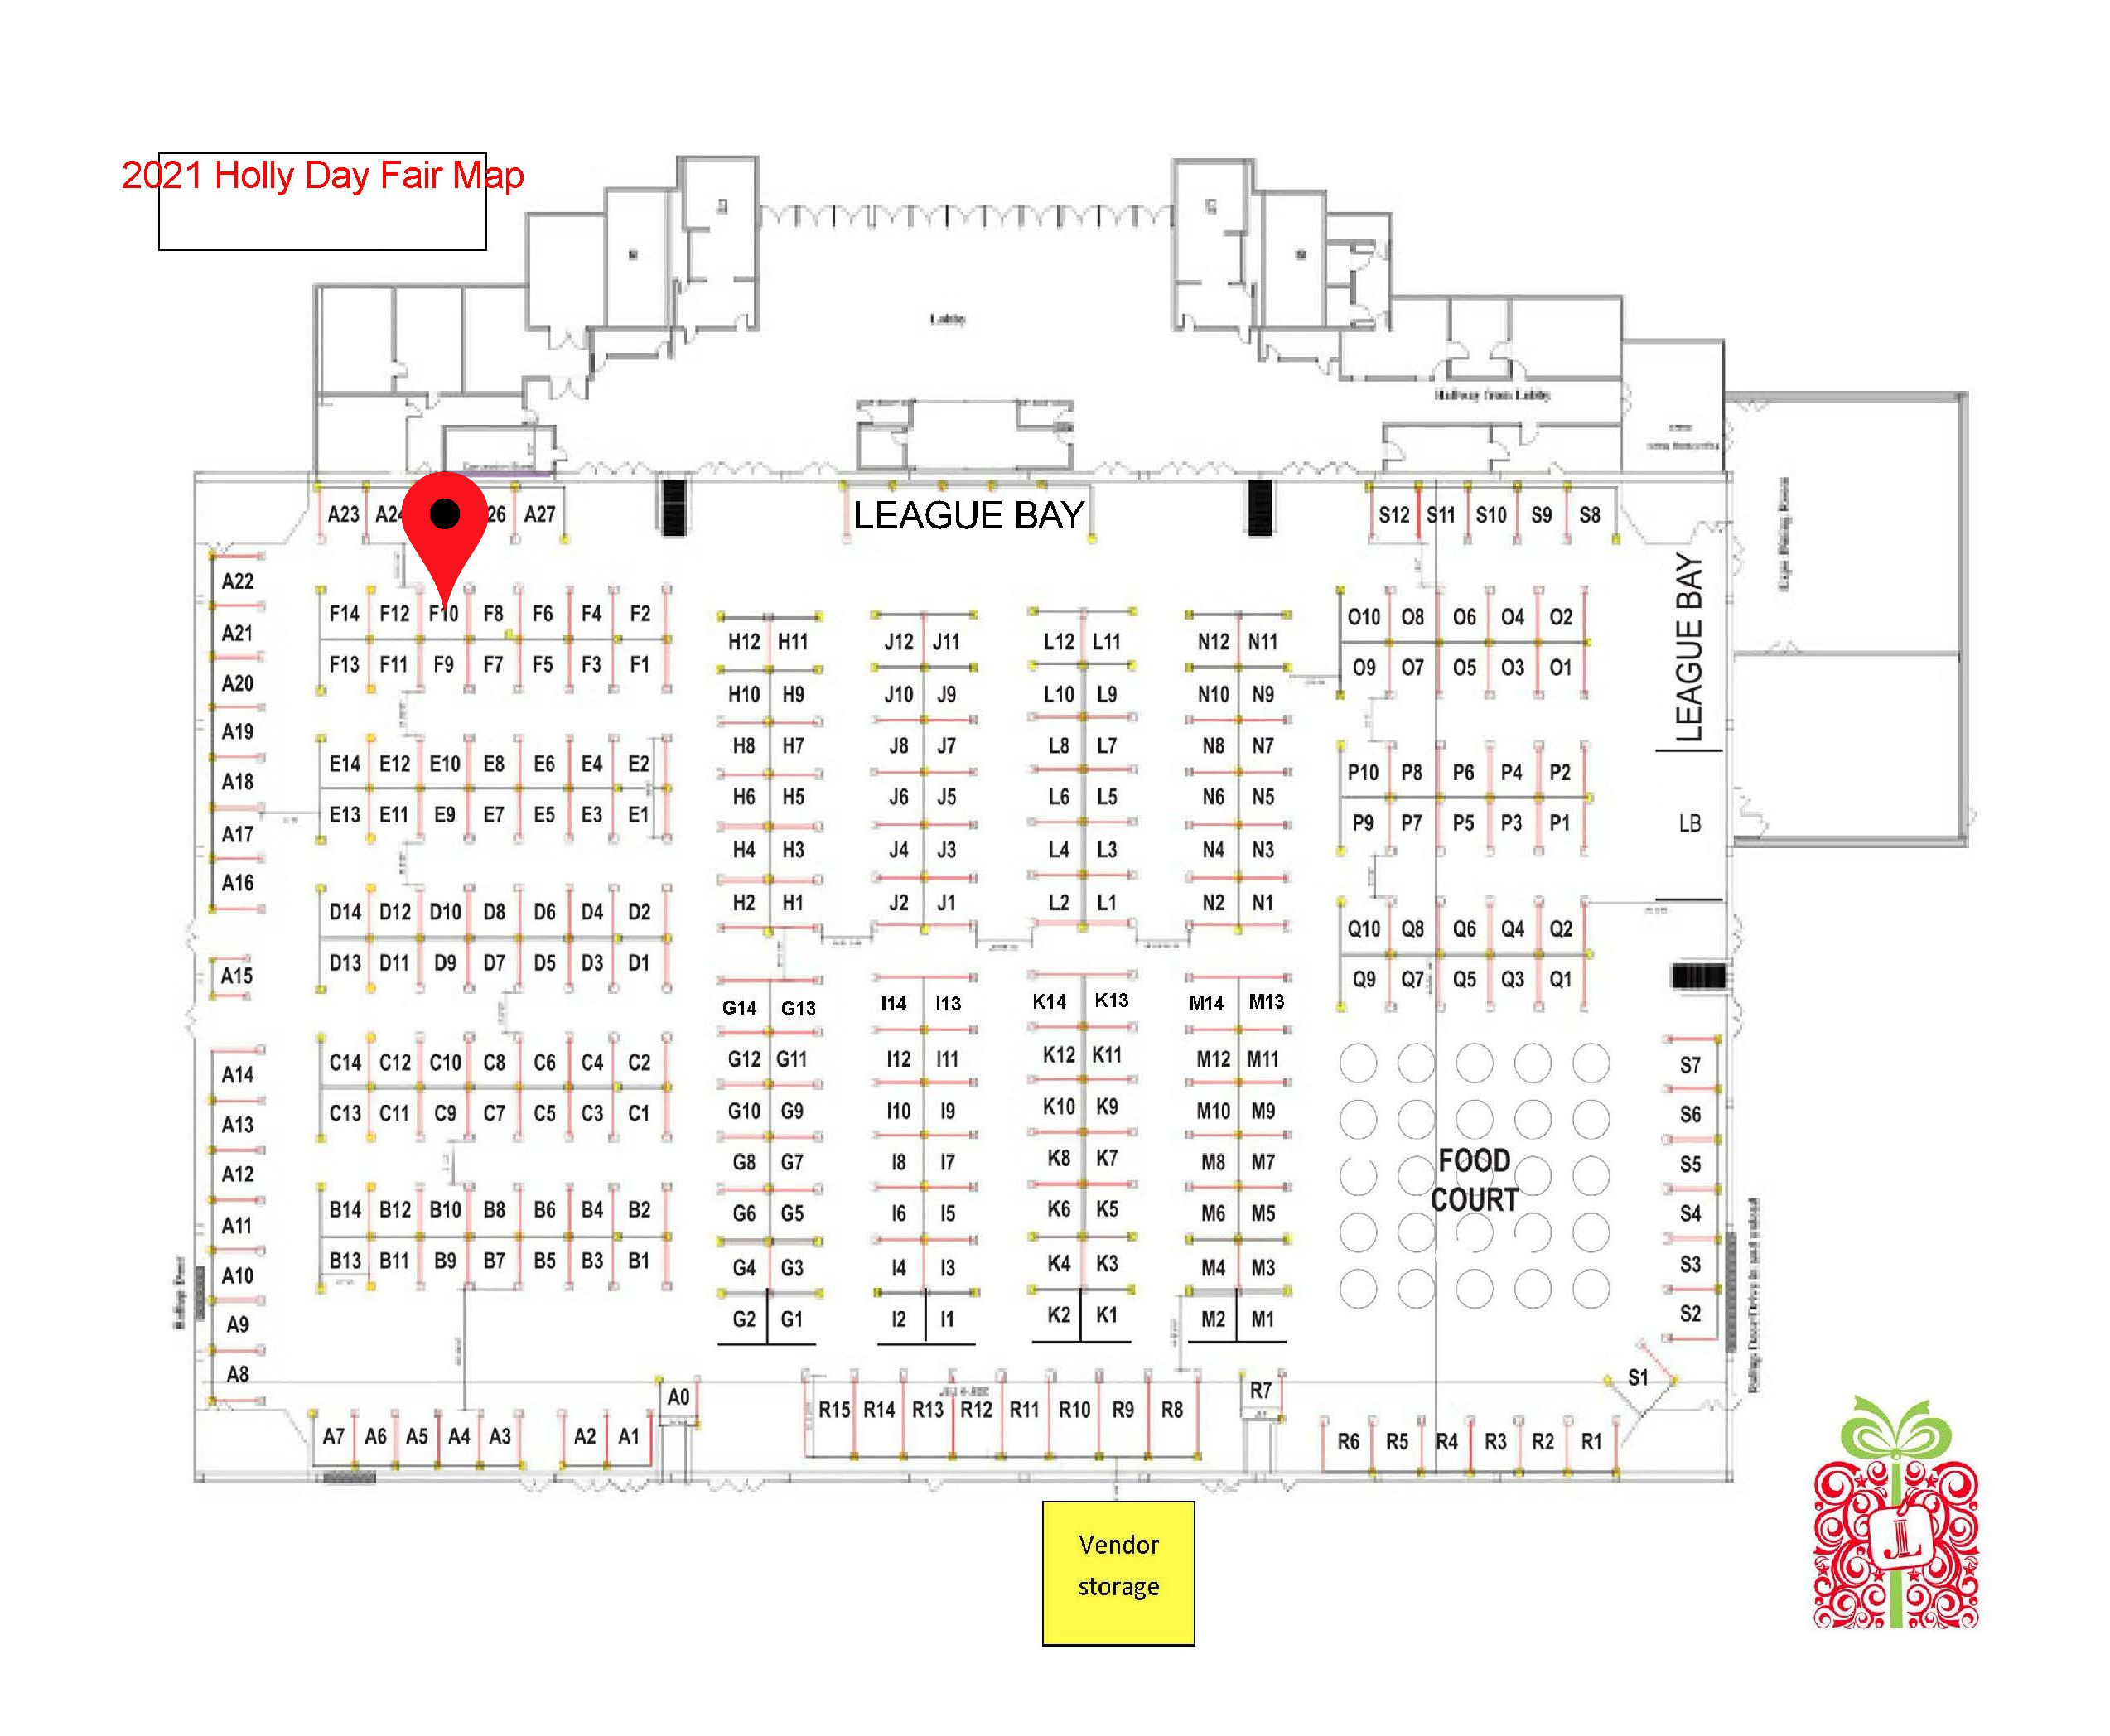 2021 Holly Day Fair Map
Lobby
Hallway from Lobby
LEAGUE BAY
A23 A24 26 A27
S12 S11 S10 S9 S8
A22
A21
A20
A19
A18
A17
A16
A15
A14
A13
A12
A11
A10
A9
A8
F14 F12 F10 F8 F6 F4 F2
F13 F11 F9 F7 F5 F3 F1
E14 E12 E10 E8 E6 E4 E2
E13 E11 E9 E7 E5 E3 E1
D14 D12 D10 D8 D6 D4 D2
D13 D11 D9 D7 D5 D3 D1
C14 C12 C10 C8 C6 C4 C2
C13 C11 C9 C7 C5 C3 C1
B14 B12 B10 B8 B6 B4 B2
B13 B11 B9 B7 B5 B3 B1
H12 H11 J12 J11 L12 L11 N12 N11
H10 H9 J10 J9 L10 L9 N10 N9
H8 H7 J8 J7 L8 L7 N8 N7
H6 H5 J6 J5 L6 L5 N6 N5
H4 H3 J4 J3 L4 L3 N4 N3
H2 H1 J2 J1 L2 L1 N2 N1
G14 G13 I14 I13 K14 K13 M14 M13
G12 G11 I12 I11 K12 K11 M12 M11
G10 G9 I10 I9 K10 K9 M10 M9
G8 G7 I8 I7 K8 K7 M8 M7
G6 G5 I6 I5 K6 K5 M6 M5
G4 G3 I4 I3 K4 K3 M4 M3
G2 G1 I2 I1 K2 K1 M2 M1
O10 O8 O6 O4 O2
O9 O7 O5 O3 O1
P10 P8 P6 P4 P2
P9 P7 P5 P3 P1
Q10 Q8 Q6 Q4 Q2
Q9 Q7 Q5 Q3 Q1
LEAGUE BAY
LB
FOOD
COURT
S7
S6
S5
S4
S3
S2
S1
Rollup Door
A7 A6 A5 A4 A3 A2 A1
A0
R15 R14 R13 R12 R11 R10 R9 R8
R7
R6 R5 R4 R3 R2 R1
Vendor
storage
JL